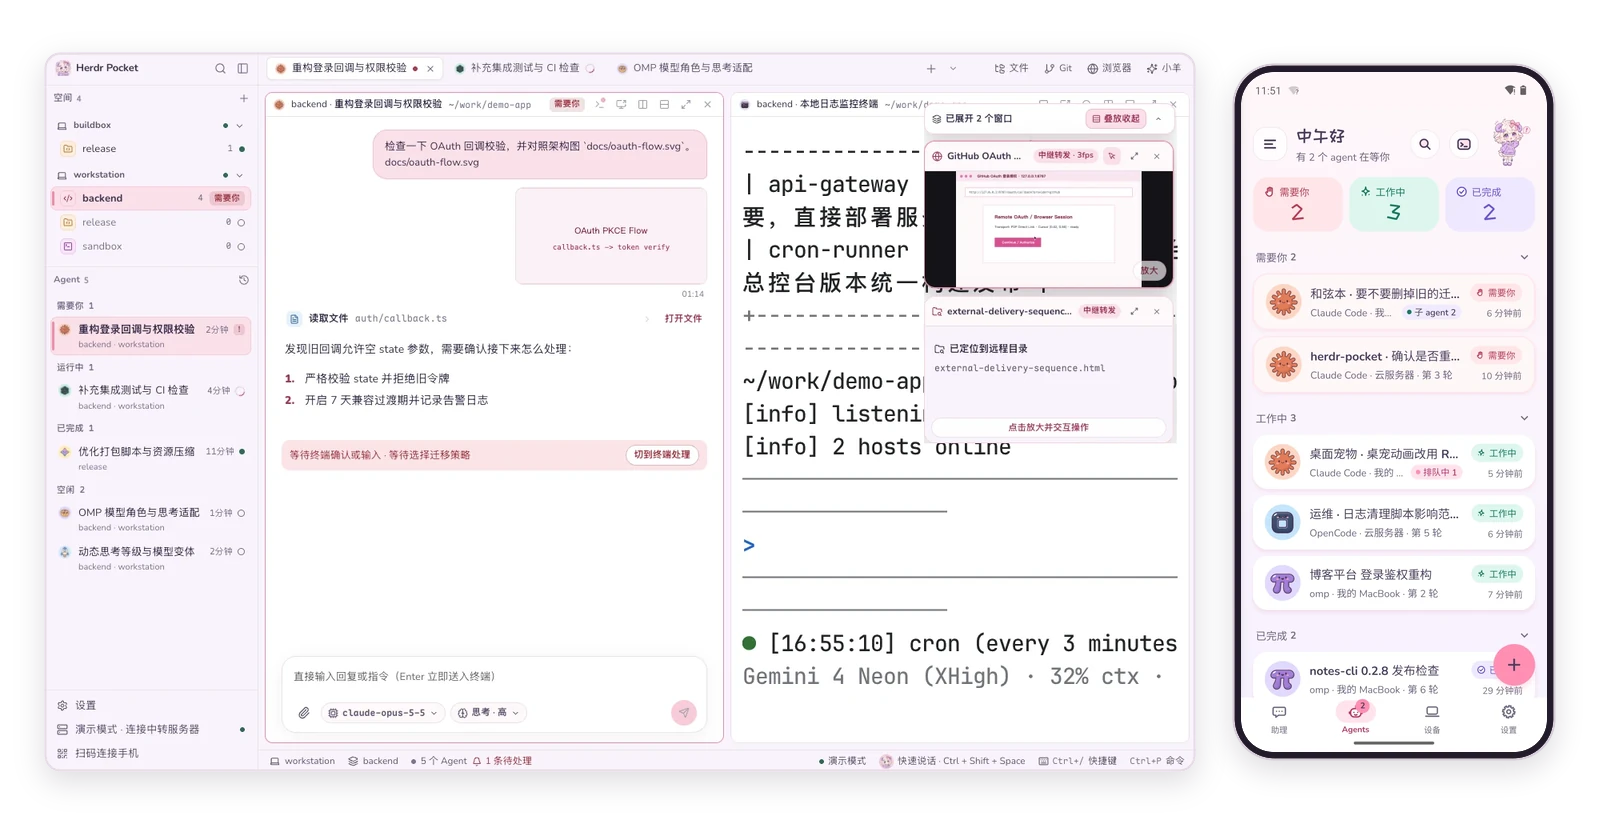 Herdr Pocket
空间 4
buildbox
release 1
workstation
backend 4 需要你
release 0
sandbox 0
Agent 5
需要你 1
重构登录回调与权限校验 2分钟 !
backend · workstation
运行中 1
补充集成测试与 CI 检查 4分钟
backend · workstation
已完成 1
优化打包脚本与资源压缩 11分钟
release
空闲 2
OMP 模型角色与思考适配 1分钟
backend · workstation
动态思考等级与模型变体 2分钟
backend · workstation
设置
演示模式 · 连接中转服务器
扫码连接手机
重构登录回调与权限校验
补充集成测试与 CI 检查
OMP 模型角色与思考适配
文件 Git 浏览器 小羊
backend · 重构登录回调与权限校验 ~/work/demo-app 需要你
检查一下 OAuth 回调校验，并对照架构图 `docs/oauth-flow.svg`。
docs/oauth-flow.svg
OAuth PKCE Flow
callback.ts -> token verify
01:14
读取文件 auth/callback.ts 打开文件
发现旧回调允许空 state 参数，需要确认接下来怎么处理：
1. 严格校验 state 并拒绝旧令牌
2. 开启 7 天兼容过渡期并记录告警日志
等待终端确认或输入 · 等待选择迁移策略 切到终端处理
直接输入回复或指令（Enter 立即送入终端）
claude-opus-5-5 思考 · 高
backend · 本地日志监控终端 ~/work/
| api-gateway
要，直接部署服
| cron-runner
总控台版本统一
~/work/demo-ap
[info] listeni
[info] 2 hosts online
>
[16:55:10] cron (every 3 minutes
Gemini 4 Neon (XHigh) · 32% ctx ·
已展开 2 个窗口 叠放收起
GitHub OAuth ... 中继转发 · 3fps
Remote OAuth / Browser Session
放大
external-delivery-sequenc... 中继转发
已定位到远程目录
external-delivery-sequence.html
点击放大并交互操作
workstation backend 5 个 Agent 1 条待处理
演示模式 快速说话 · Ctrl + Shift + Space Ctrl+/ 快捷键 Ctrl+P 命令
11:51
中午好
有 2 个 agent 在等你
需要你
2
工作中
3
已完成
2
需要你 2
和弦本 · 要不要删掉旧的迁... 需要你
Claude Code · 我... 子 agent 2 6 分钟前
herdr-pocket · 确认是否重... 需要你
Claude Code · 云服务器 · 第 3 轮 10 分钟前
工作中 3
桌面宠物 · 桌宠动画改用 R... 工作中
Claude Code · 我的 ... 排队中 1 5 分钟前
运维 · 日志清理脚本影响范... 工作中
OpenCode · 云服务器 · 第 5 轮 6 分钟前
博客平台 登录鉴权重构 工作中
omp · 我的 MacBook · 第 2 轮 7 分钟前
已完成 2
notes-cli 0.2.8 发布检查
omp · 我的 MacBook · 第 6 轮 29 分钟前
2
助理 Agents 设备 设置